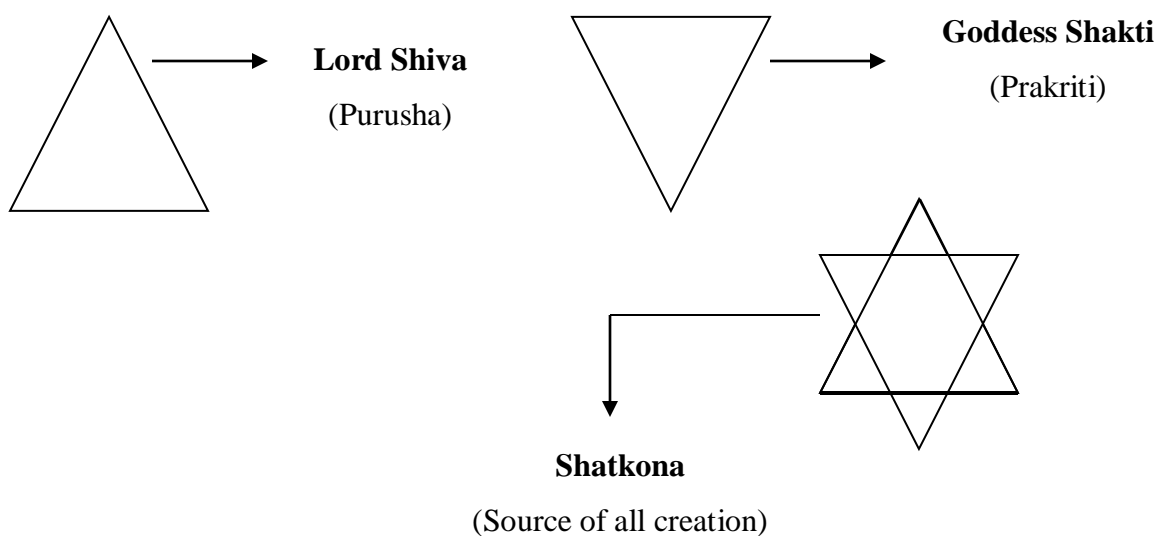 Lord Shiva
(Purusha)
Goddess Shakti
(Prakriti)
Shatkona
(Source of all creation)